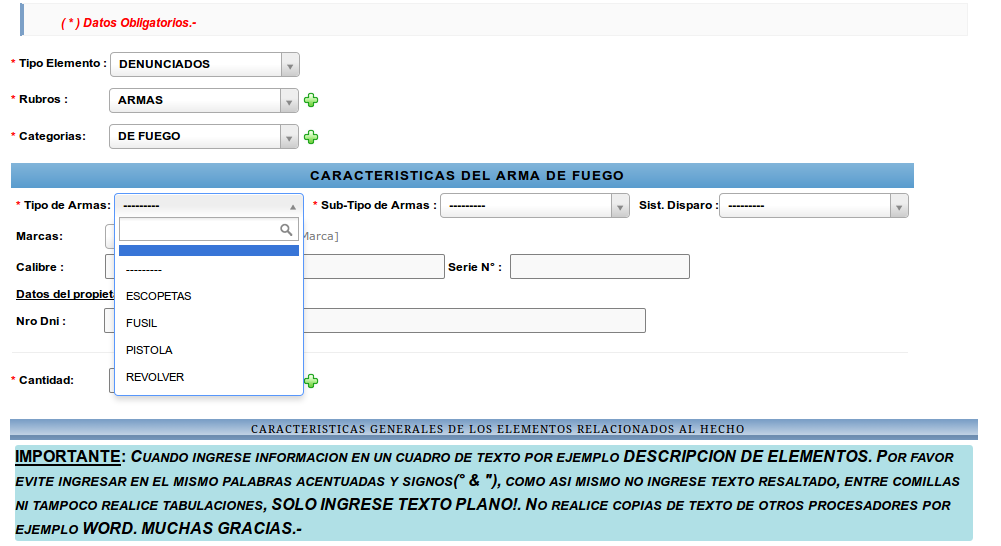 ( * ) Datos Obligatorios.-
* Tipo Elemento : DENUNCIADOS
* Rubros : ARMAS
* Categorias: DE FUEGO
CARACTERISTICAS DEL ARMA DE FUEGO
* Tipo de Armas: --------- * Sub-Tipo de Armas : --------- Sist. Disparo : ---------
Marcas: Marca]
Calibre : Serie N° :
---------
Datos del propiet
ESCOPETAS
Nro Dni : FUSIL
PISTOLA
* Cantidad: REVOLVER
CARACTERISTICAS GENERALES DE LOS ELEMENTOS RELACIONADOS AL HECHO
IMPORTANTE: CUANDO INGRESE INFORMACION EN UN CUADRO DE TEXTO POR EJEMPLO DESCRIPCION DE ELEMENTOS. POR FAVOR
EVITE INGRESAR EN EL MISMO PALABRAS ACENTUADAS Y SIGNOS(° & "), COMO ASI MISMO NO INGRESE TEXTO RESALTADO, ENTRE COMILLAS
NI TAMPOCO REALICE TABULACIONES, SOLO INGRESE TEXTO PLANO!. NO REALICE COPIAS DE TEXTO DE OTROS PROCESADORES POR
EJEMPLO WORD. MUCHAS GRACIAS.-